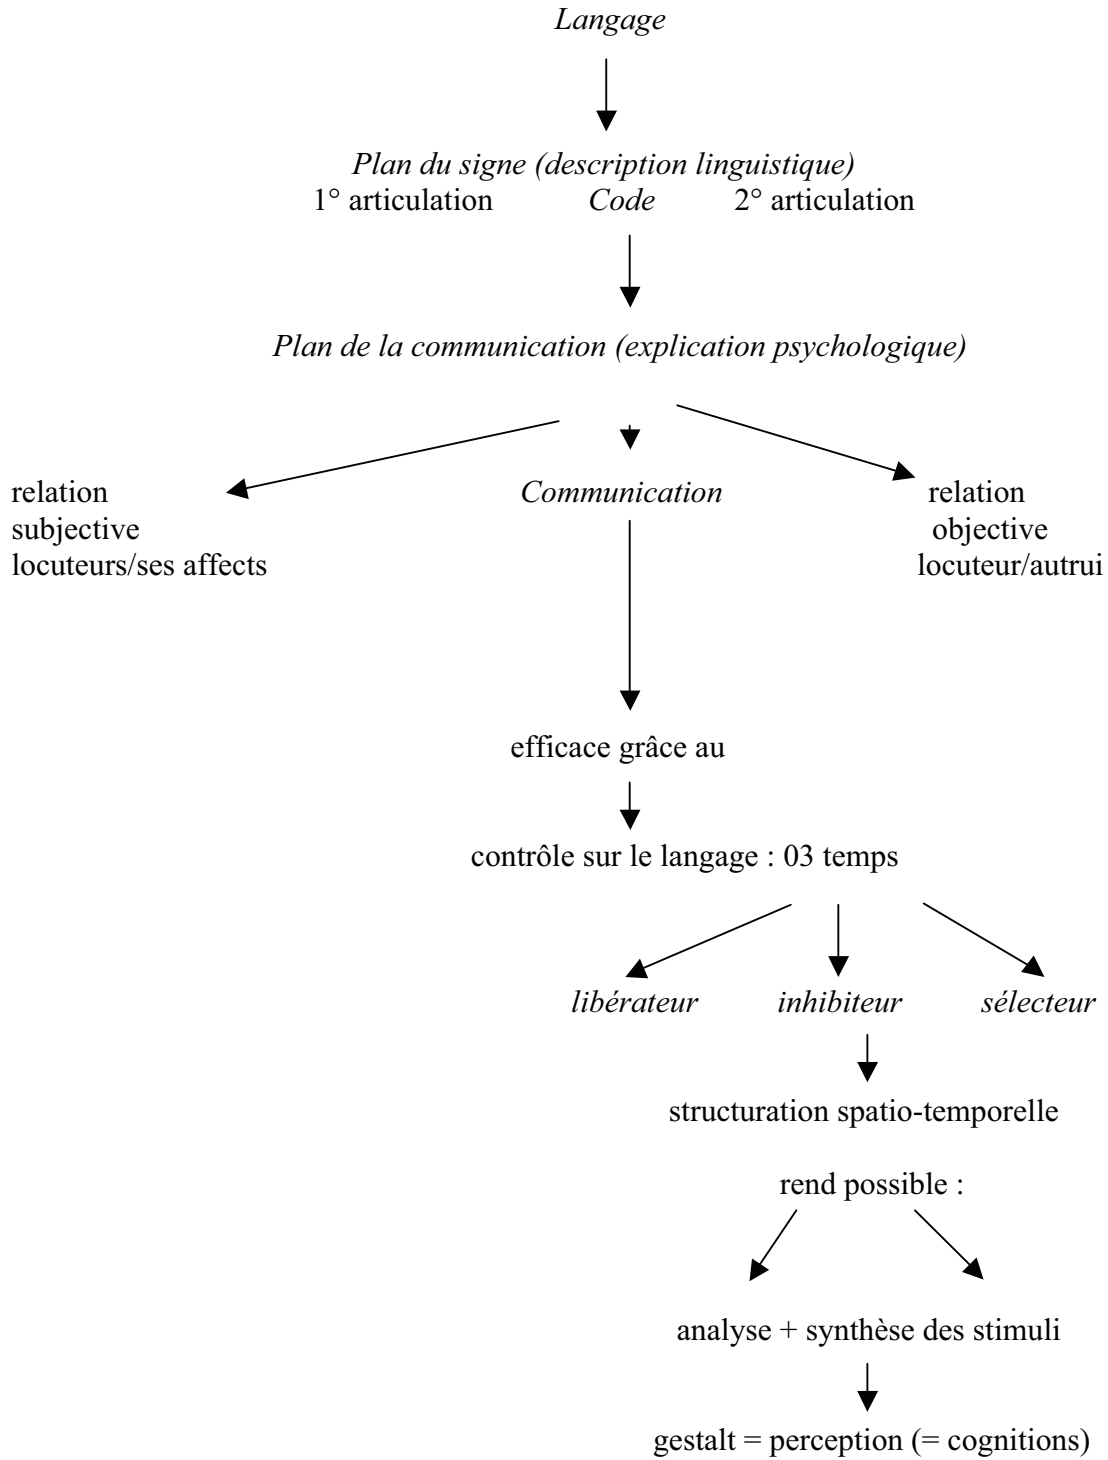 Langage
Plan du signe (description linguistique)
1° articulation Code 2° articulation
Plan de la communication (explication psychologique)
relation Communication relation
subjective objective
locuteurs/ses affects locuteur/autrui
efficace grâce au
contrôle sur le langage : 03 temps
libérateur inhibiteur sélecteur
structuration spatio-temporelle
rend possible :
analyse + synthèse des stimuli
gestalt = perception (= cognitions)